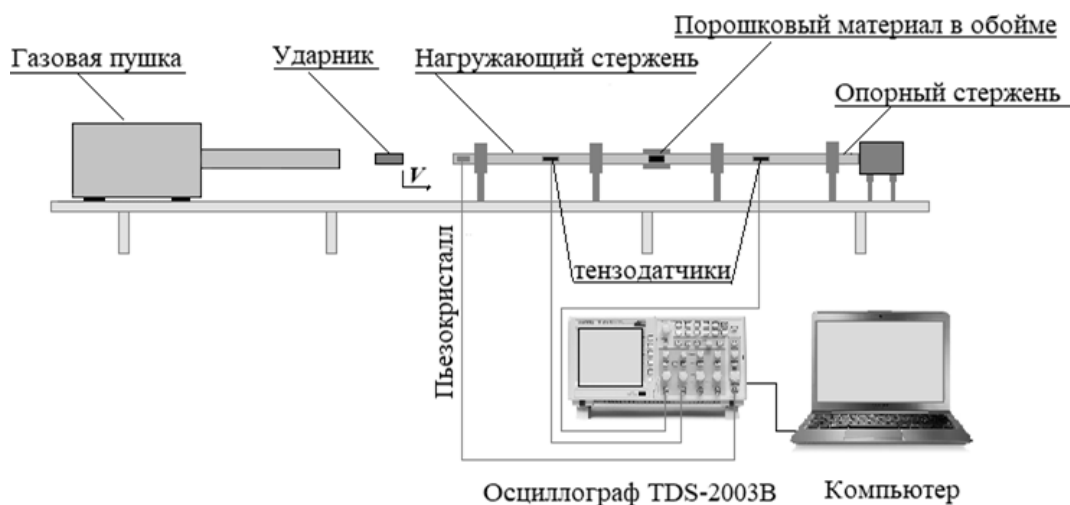 Порошковый материал в обойме
Газовая пушка
Ударник
Нагружающий стержень
Опорный стержень
V
Пьезокристалл
тензодатчики
Осциллограф TDS-2003B
Компьютер